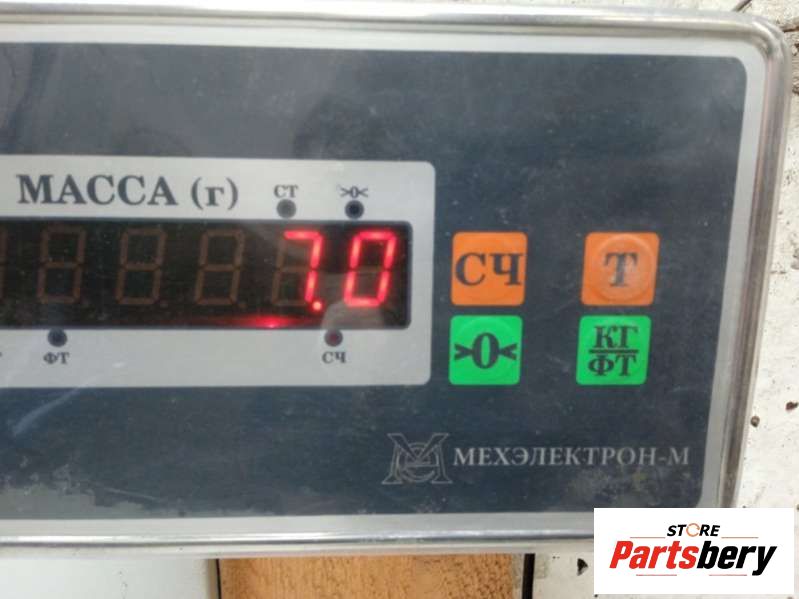 МАССА (г)
СТ
>0<
7.0
ФТ
СЧ
СЧ
Т
>0<
КГ
ФТ
МЕХЭЛЕКТРОН-М
STORE
Partsbery